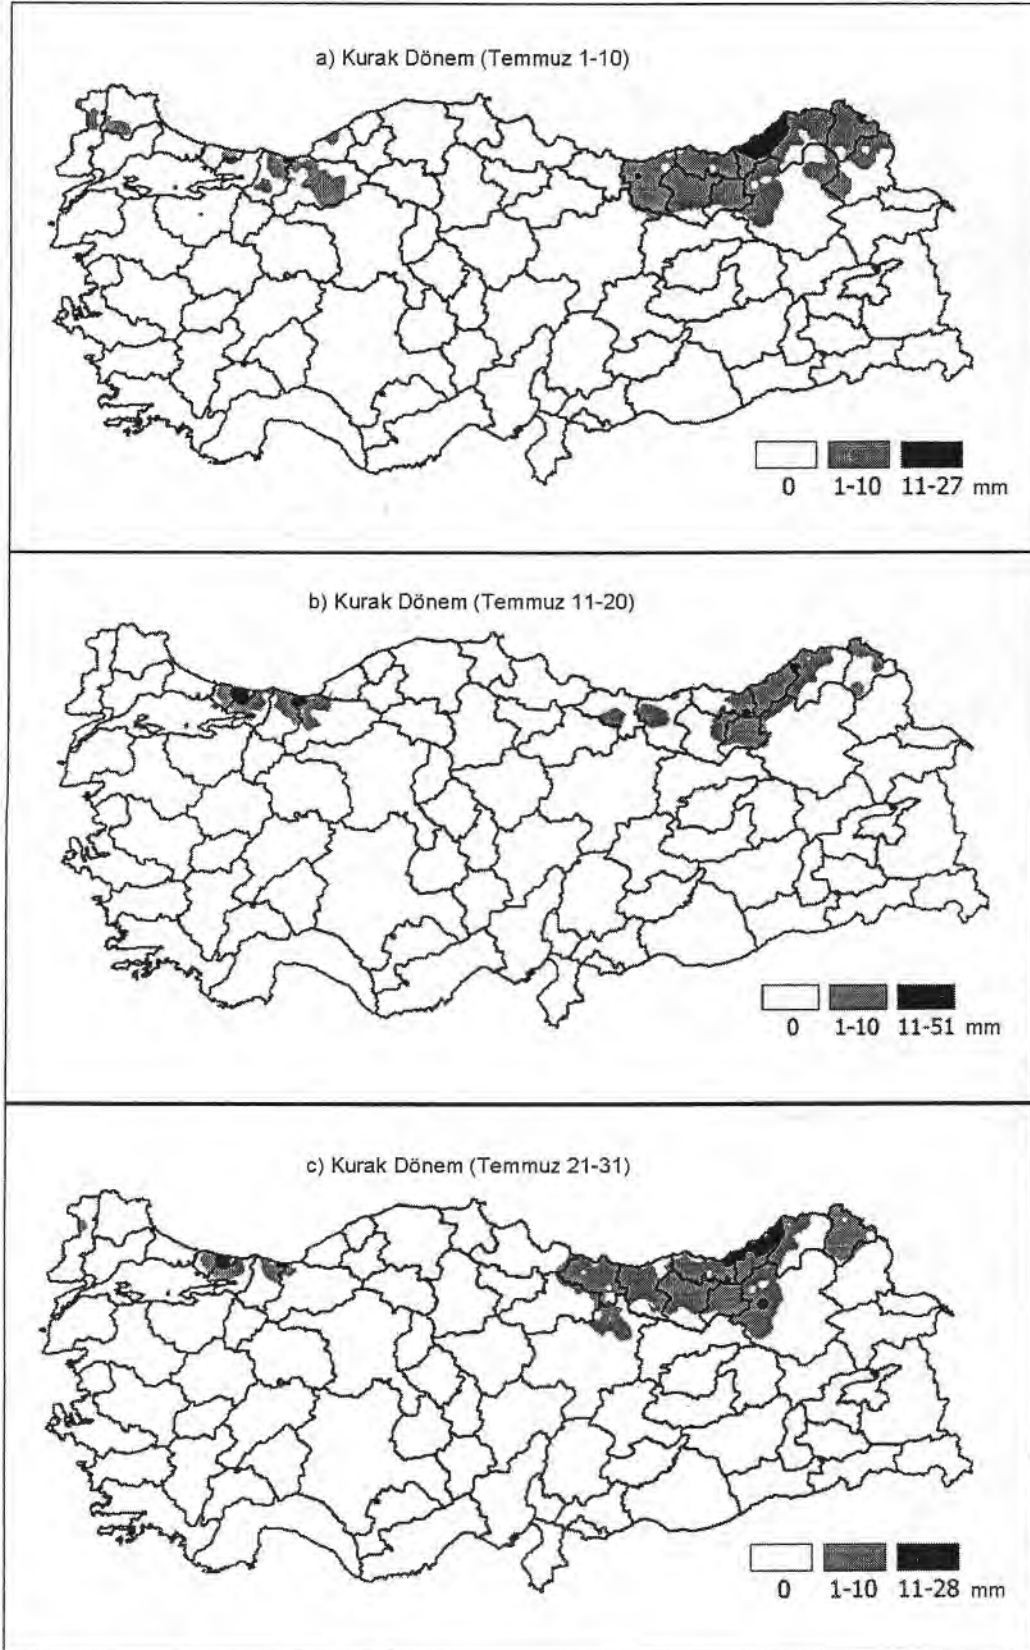 a) Kurak Dönem (Temmuz 1-10)
0 1-10 11-27 mm
b) Kurak Dönem (Temmuz 11-20)
0 1-10 11-51 mm
c) Kurak Dönem (Temmuz 21-31)
0 1-10 11-28 mm